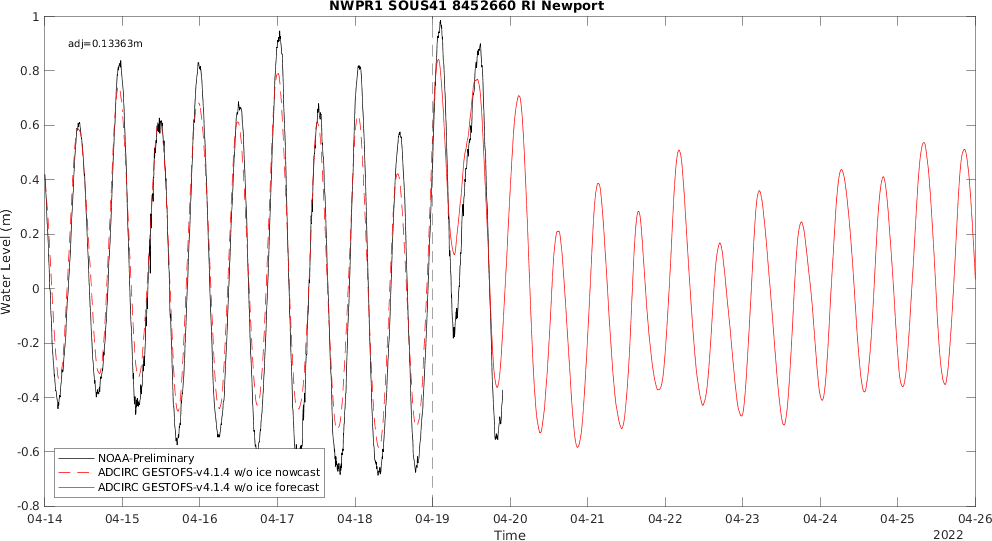 NWPR1 SOUS41 8452660 RI Newport
adj=0.13363m
Water Level (m)
1
0.8
0.6
0.4
0.2
0
-0.2
-0.4
-0.6
-0.8
NOAA-Preliminary
ADCIRC GESTOFS-v4.1.4 w/o ice nowcast
ADCIRC GESTOFS-v4.1.4 w/o ice forecast
04-14 04-15 04-16 04-17 04-18 04-19 04-20 04-21 04-22 04-23 04-24 04-25 04-26
Time
2022